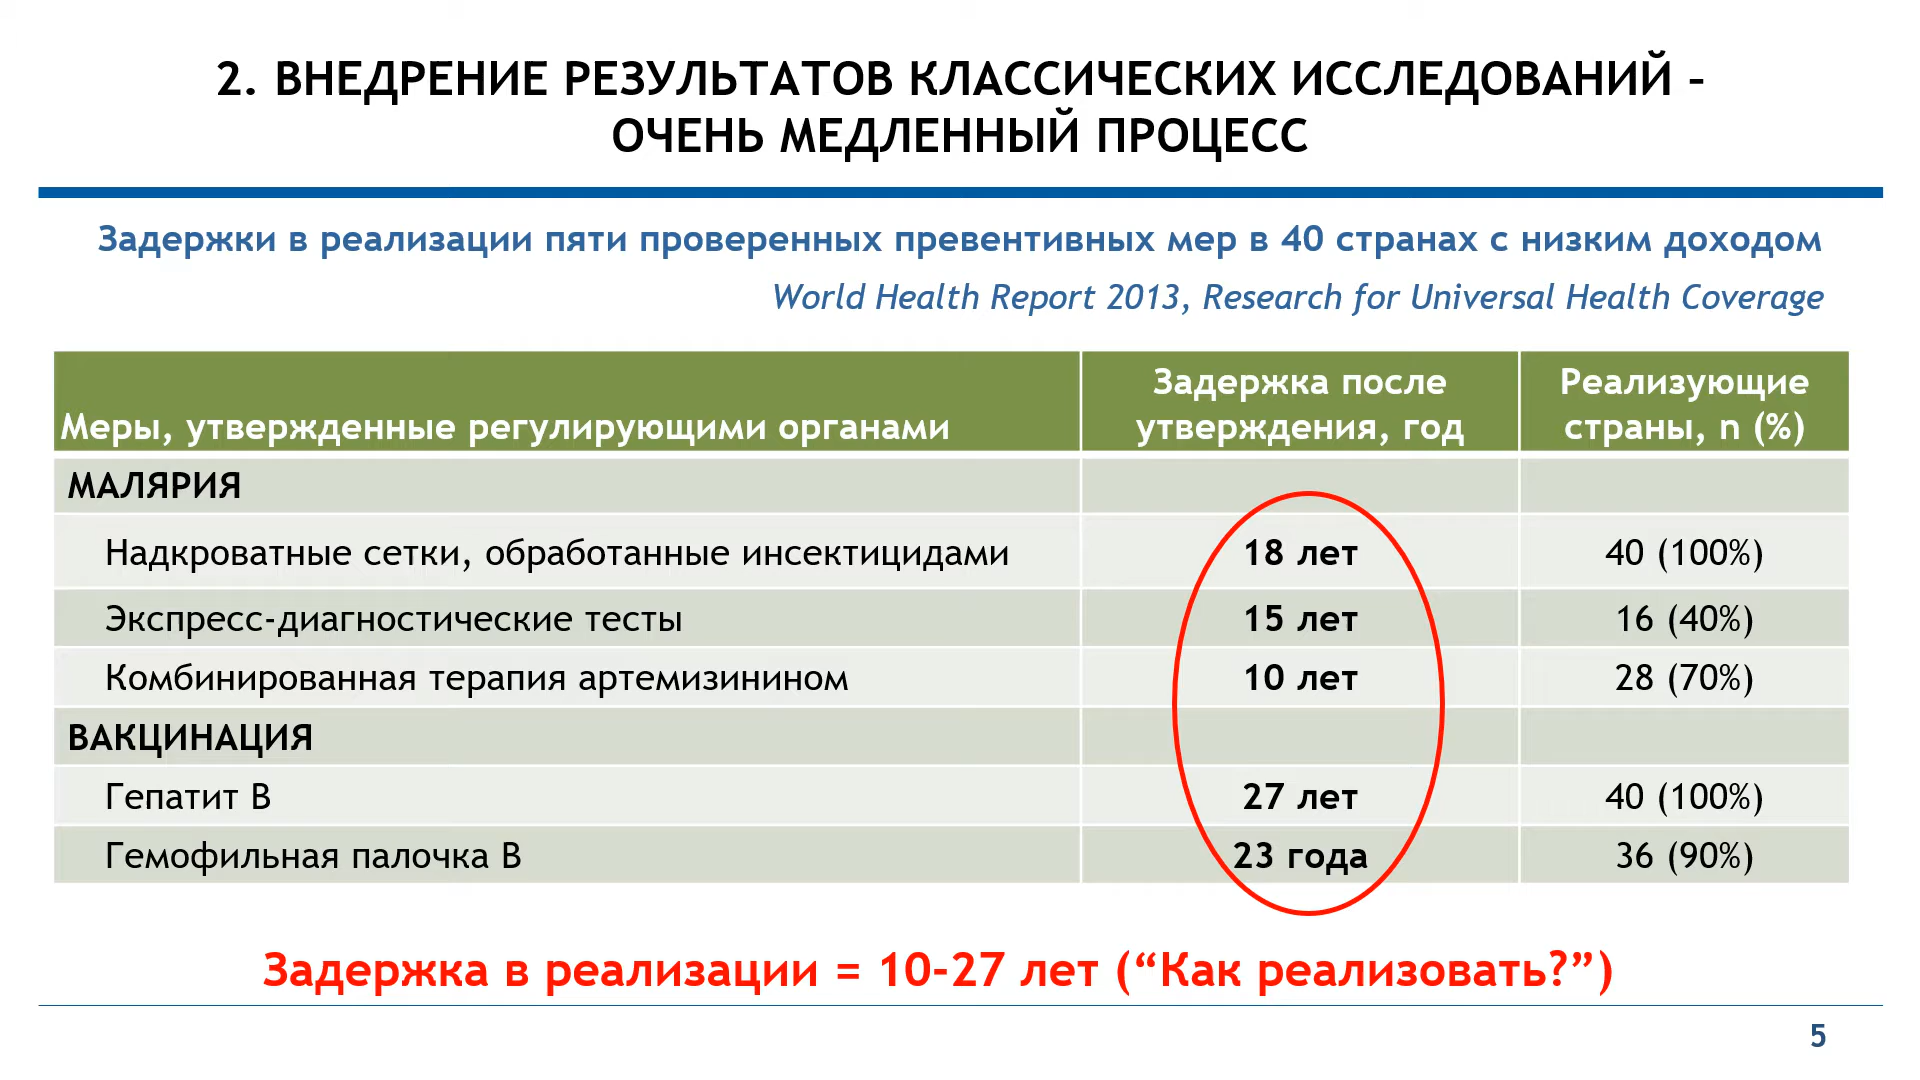 2. ВНЕДРЕНИЕ РЕЗУЛЬТАТОВ КЛАССИЧЕСКИХ ИССЛЕДОВАНИЙ –
ОЧЕНЬ МЕДЛЕННЫЙ ПРОЦЕСС
Задержки в реализации пяти проверенных превентивных мер в 40 странах с низким доходом
World Health Report 2013, Research for Universal Health Coverage
Меры, утвержденные регулирующими органами
Задержка после
утверждения, год
Реализующие
страны, n (%)
МАЛЯРИЯ
Надкроватные сетки, обработанные инсектицидами 18 лет 40 (100%)
Экспресс-диагностические тесты 15 лет 16 (40%)
Комбинированная терапия артемизинином 10 лет 28 (70%)
ВАКЦИНАЦИЯ
Гепатит В 27 лет 40 (100%)
Гемофильная палочка В 23 года 36 (90%)
Задержка в реализации = 10-27 лет (“Как реализовать?”)
5